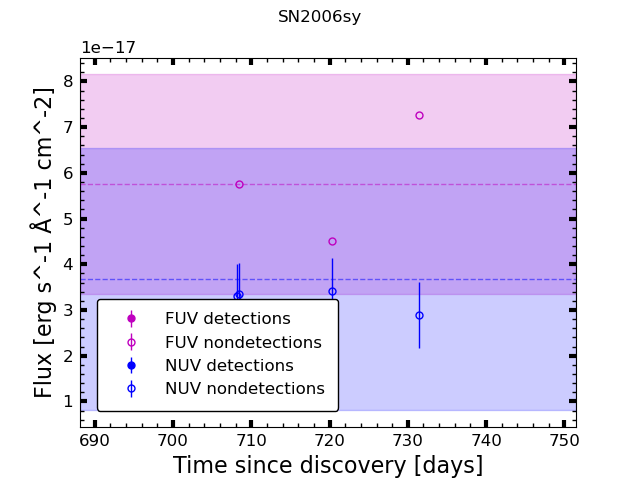 SN2006sy
1e−17
8
7
6
5
4
3
2
1
Flux [erg s^-1 Å^-1 cm^-2]
FUV detections
FUV nondetections
NUV detections
NUV nondetections
690 700 710 720 730 740 750
Time since discovery [days]